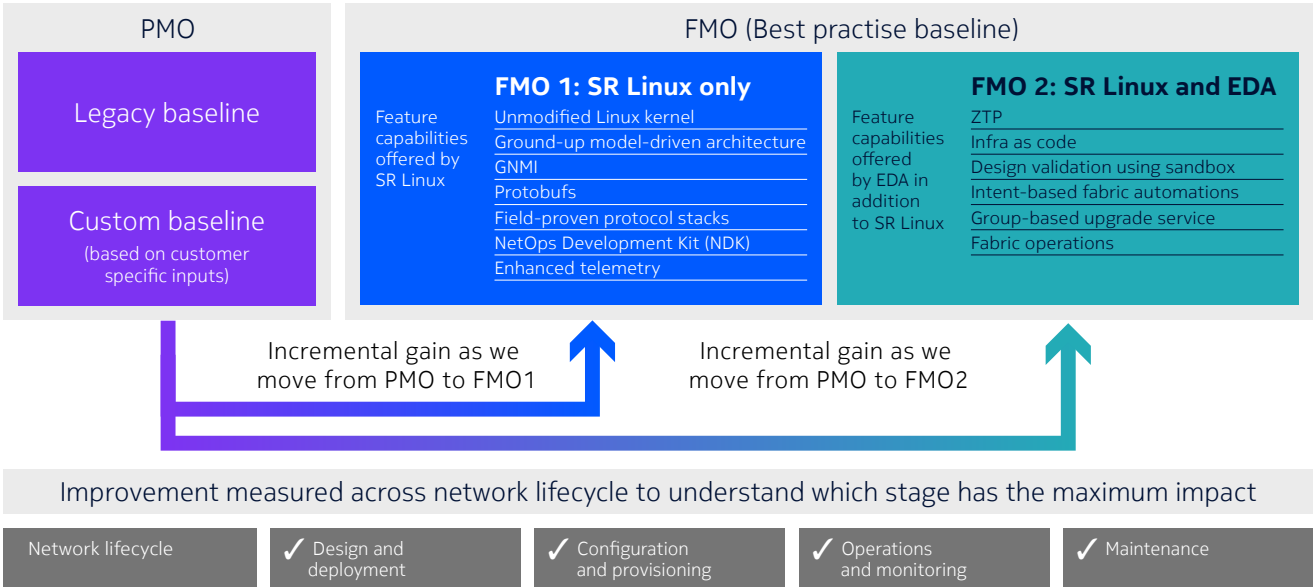 PMO
Legacy baseline
Custom baseline
(based on customer
specific inputs)
FMO (Best practise baseline)
FMO 1: SR Linux only
Feature
capabilities
offered by
SR Linux
Unmodified Linux kernel
Ground-up model-driven architecture
GNMI
Protobufs
Field-proven protocol stacks
NetOps Development Kit (NDK)
Enhanced telemetry
FMO 2: SR Linux and EDA
Feature
capabilities
offered
by EDA in
addition
to SR Linux
ZTP
Infra as code
Design validation using sandbox
Intent-based fabric automations
Group-based upgrade service
Fabric operations
Incremental gain as we
move from PMO to FMO1
Incremental gain as we
move from PMO to FMO2
Improvement measured across network lifecycle to understand which stage has the maximum impact
Network lifecycle
✓ Design and
deployment
✓ Configuration
and provisioning
✓ Operations
and monitoring
✓ Maintenance